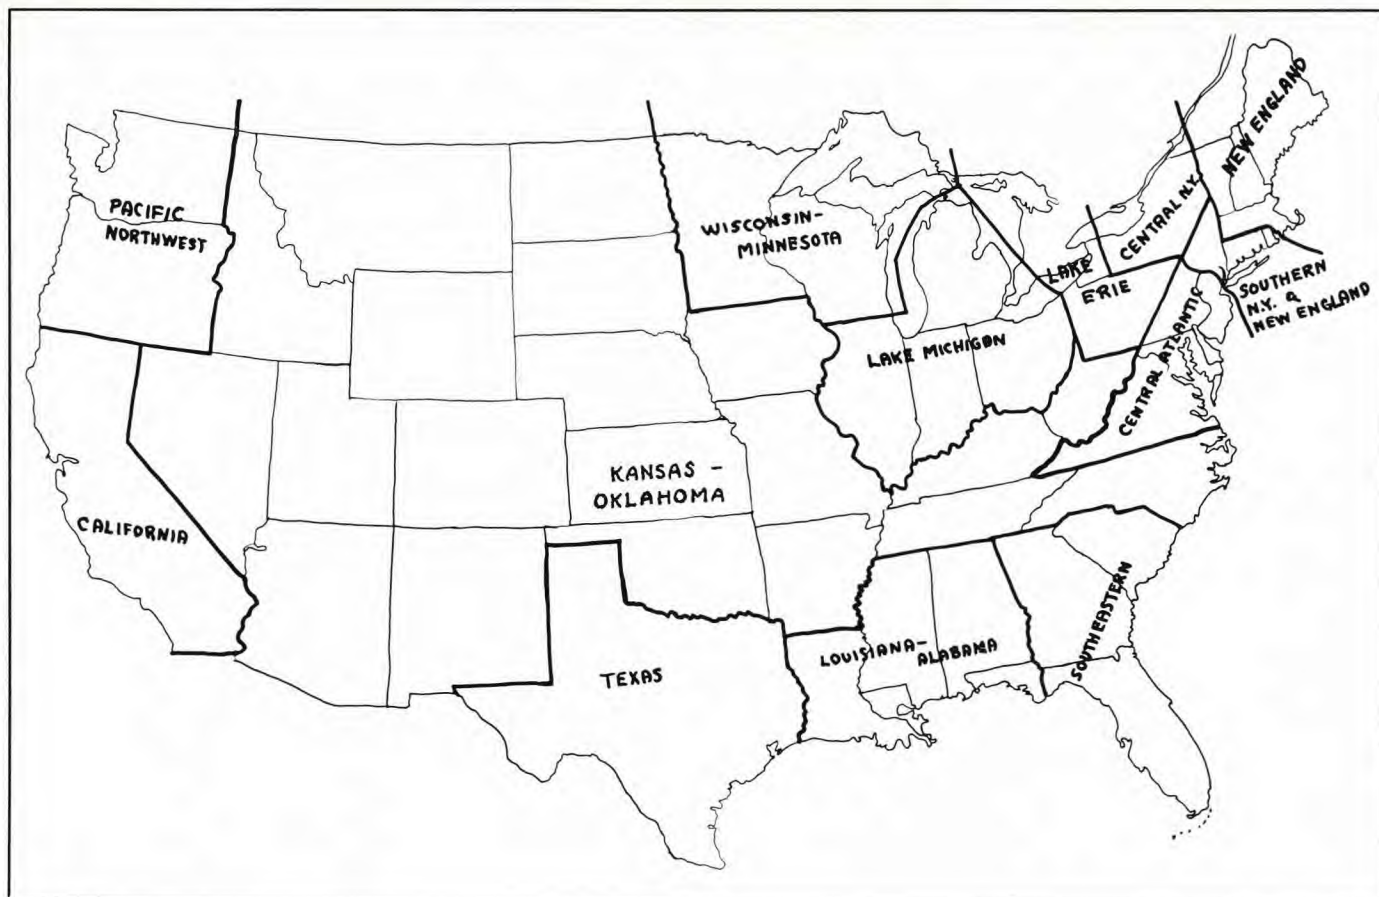 PACIFIC
NORTHWEST
CALIFORNIA
KANSAS –
OKLAHOMA
TEXAS
WISCONSIN–
MINNESOTA
LAKE MICHIGON
LOUISIANA–
ALABAMA
SOUTHEASTERN
CENTRAL ATLANTIC
LAKE
ERIE
CENTRAL N.Y.
NEW ENGLAND
SOUTHERN
N.Y. &
NEW ENGLAND